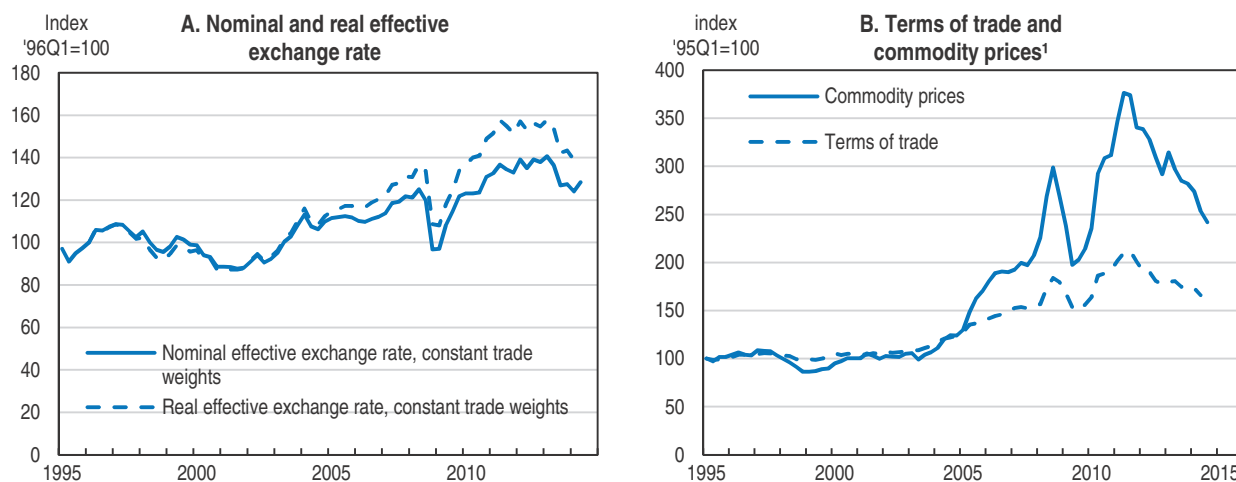 Index
'96Q1=100
A. Nominal and real effective
exchange rate
180
160
140
120
100
80
60
40
20
0
Nominal effective exchange rate, constant trade
weights
Real effective exchange rate, constant trade weights
1995
2000
2005
2010
index
'95Q1=100
B. Terms of trade and
commodity prices¹
400
350
300
250
200
150
100
50
0
Commodity prices
Terms of trade
1995
2000
2005
2010
2015